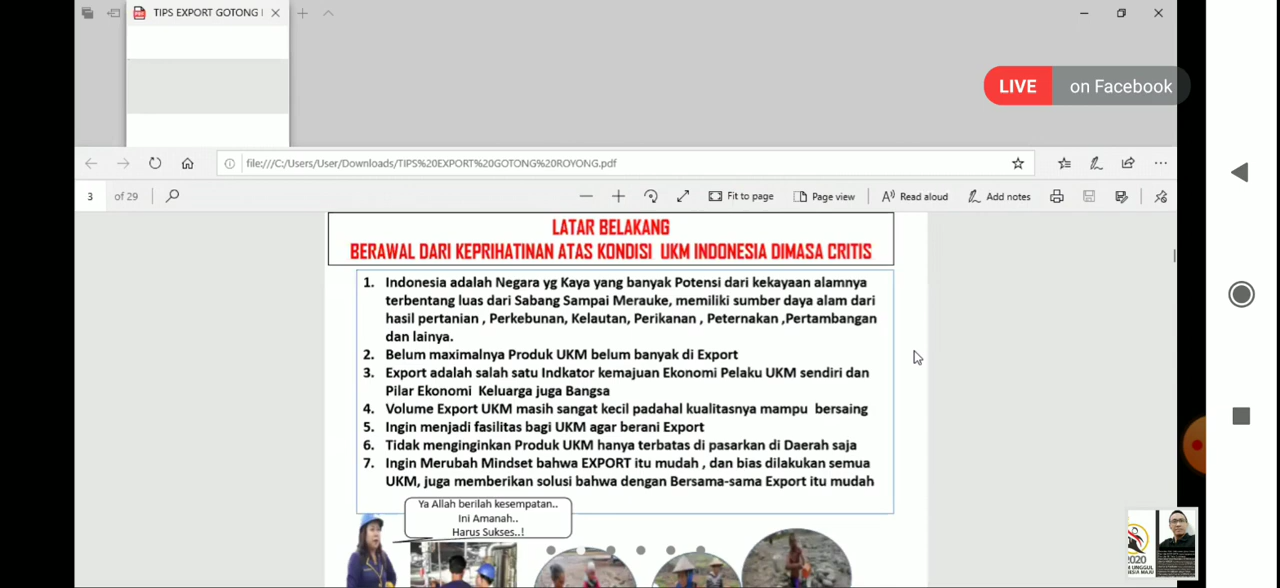 TIPS EXPORT GOTONG
LIVE on Facebook
file:///C:/Users/User/Downloads/TIPS%20EXPORT%20GOTONG%20ROYONG.pdf
3 of 29 Fit to page Page view Read aloud Add notes
LATAR BELAKANG
BERAWAL DARI KEPRIHATINAN ATAS KONDISI UKM INDONESIA DIMASA CRITIS
1. Indonesia adalah Negara yg Kaya yang banyak Potensi dari kekayaan alamnya
terbentang luas dari Sabang Sampai Merauke, memiliki sumber daya alam dari
hasil pertanian , Perkebunan, Kelautan, Perikanan , Peternakan ,Pertambangan
dan lainya.
2. Belum maximalnya Produk UKM belum banyak di Export
3. Export adalah salah satu Indkator kemajuan Ekonomi Pelaku UKM sendiri dan
Pilar Ekonomi Keluarga juga Bangsa
4. Volume Export UKM masih sangat kecil padahal kualitasnya mampu bersaing
5. Ingin menjadi fasilitas bagi UKM agar berani Export
6. Tidak menginginkan Produk UKM hanya terbatas di pasarkan di Daerah saja
7. Ingin Merubah Mindset bahwa EXPORT itu mudah , dan bias dilakukan semua
UKM, juga memberikan solusi bahwa dengan Bersama-sama Export itu mudah
Ya Allah berilah kesempatan..
Ini Amanah..
Harus Sukses..!
2020